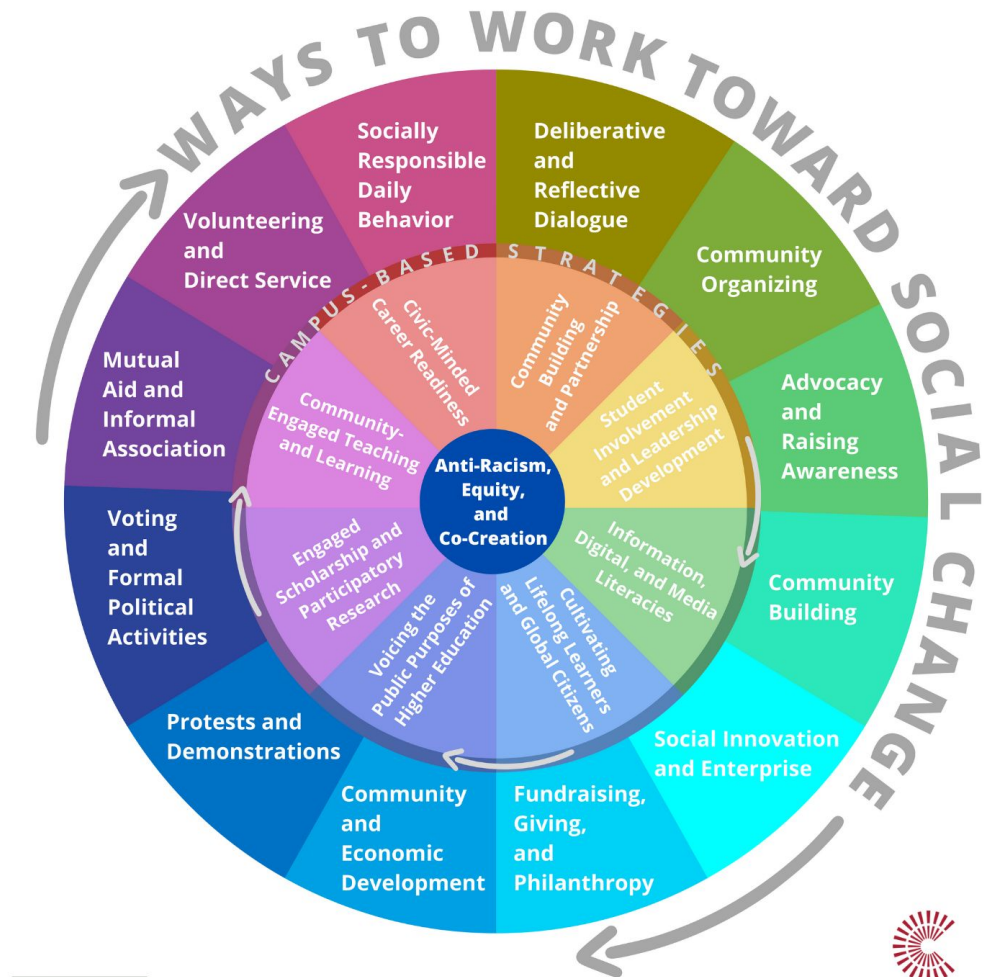 WAYS TO WORK TOWARD SOCIAL CHANGE
Deliberative
and
Reflective
Dialogue
Community
Organizing
Advocacy
and
Raising
Awareness
Community
Building
Social Innovation
and Enterprise
Fundraising,
Giving,
and
Philanthropy
Community
and
Economic
Development
Protests and
Demonstrations
Voting
and
Formal
Political
Activities
Mutual
Aid and
Informal
Association
Volunteering
and
Direct Service
Socially
Responsible
Daily
Behavior
CAMPUS-BASED STRATEGIES
Community
Building
and Partnership
Student
Involvement
and Leadership
Development
Information,
Digital, and Media
Literacies
Cultivating
Lifelong Learners
and Global Citizens
Voicing the
Public Purposes of
Higher Education
Engaged
Scholarship and
Participatory
Research
Community-
Engaged Teaching
and Learning
Civic-Minded
Career Readiness
Anti-Racism,
Equity,
and
Co-Creation